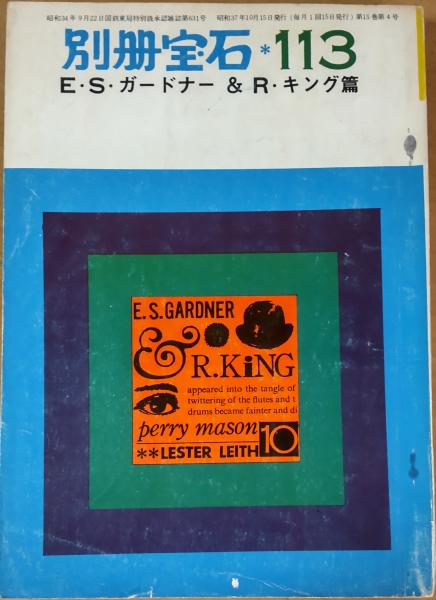 昭和34年9月22日国鉄東局特別扱承認雑誌第631号 昭和37年10月15日発行(毎月1回15日発行)第15巻第4号
別册宝石*113
E・S・ガードナー & R・キング篇
E.S.GARDNER
& R.KiNG
appeared into the tangle of
twittering of the flutes and t
drums became fainter and di
perry mason 10
**LESTER LEITH